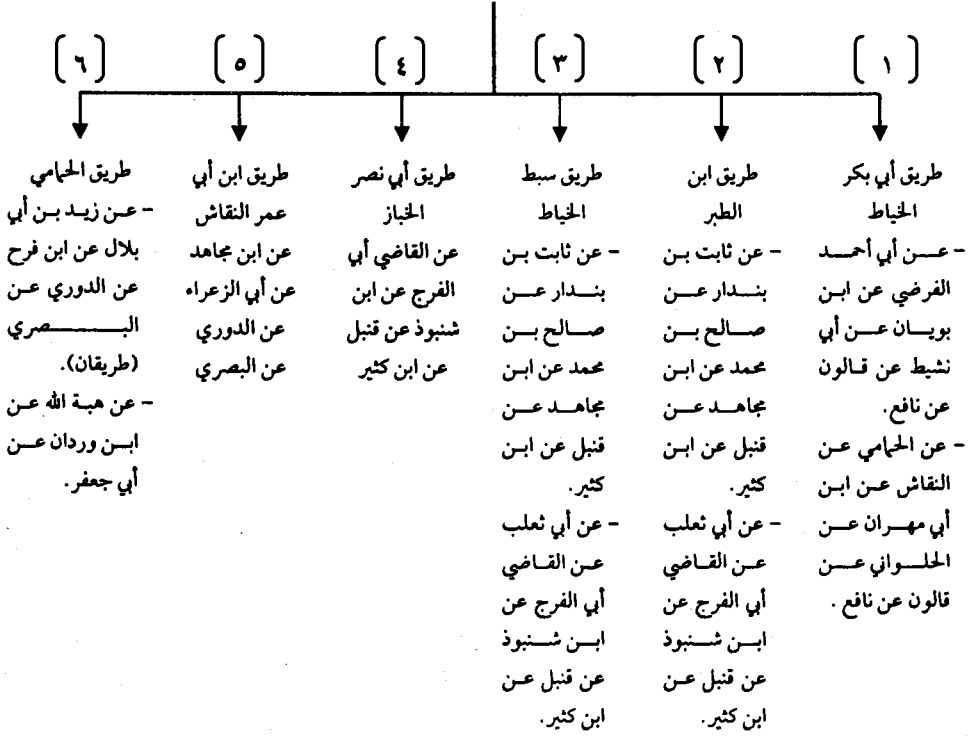 [ ١ ]
طريق أبي بكر
الخياط
- عن أبي أحمد
الفرضي عن ابن
بويان عن أبي
نشيط عن قالون
عن نافع.
- عن الحمامي عن
النقاش عن ابن
أبي مهران عن
الحلواني عن
قالون عن نافع .
[ ٢ ]
طريق ابن
الطبر
- عن ثابت بن
بندار عن
صالح بن
محمد عن ابن
مجاهد عن
قنبل عن ابن
كثير.
- عن أبي ثعلب
عن القاضي
أبي الفرج عن
ابن شنبوذ
عن قنبل عن
ابن كثير.
[ ٣ ]
طريق سبط
الخياط
- عن ثابت بن
بندار عن
صالح بن
محمد عن ابن
مجاهد عن
قنبل عن ابن
كثير.
- عن أبي ثعلب
عن القاضي
أبي الفرج عن
ابن شنبوذ
عن قنبل عن
ابن كثير.
[ ٤ ]
طريق أبي نصر
الخباز
عن القاضي أبي
الفرج عن ابن
شنبوذ عن قنبل
عن ابن كثير
[ ٥ ]
طريق ابن أبي
عمر النقاش
عن ابن مجاهد
عن أبي الزعراء
عن الدوري
عن البصري
[ ٦ ]
طريق الحمامي
- عن زيد بن أبي
بلال عن ابن فرح
عن الدوري عن
البصري
(طريقان).
- عن هبة الله عن
ابن وردان عن
أبي جعفر.